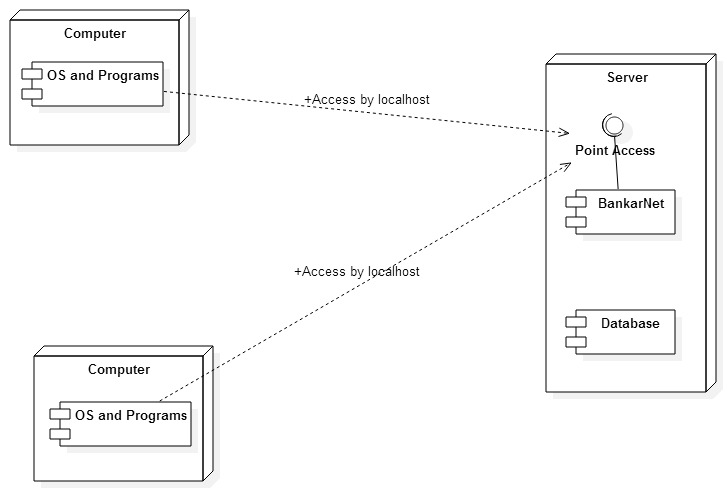 Computer
OS and Programs
Server
+Access by localhost
Point Access
BankarNet
+Access by localhost
Database
Computer
OS and Programs